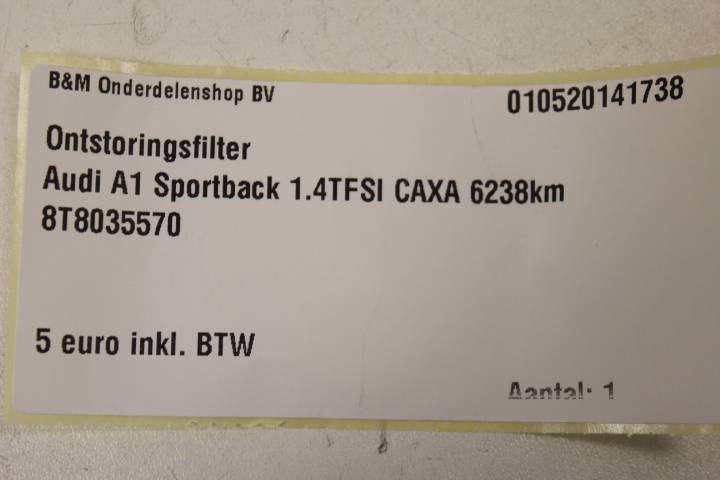 B&M Onderdelenshop BV
010520141738
Ontstoringsfilter
Audi A1 Sportback 1.4TFSI CAXA 6238km
8T8035570
5 euro inkl. BTW
Aantal: 1